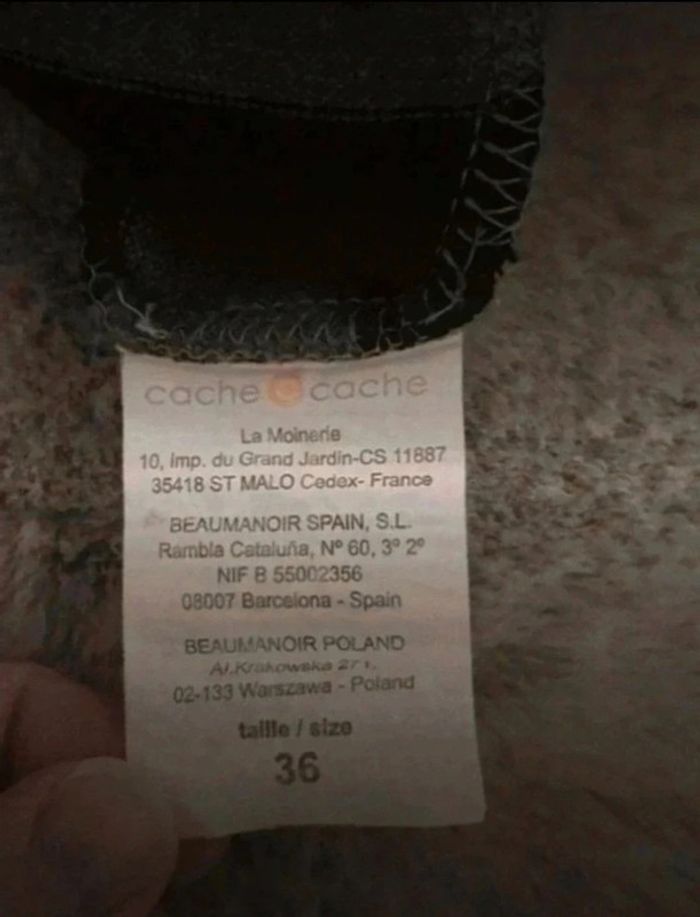 cache cache
La Moinerie
10, imp. du Grand Jardin-CS 11887
35418 ST MALO Cedex- France
BEAUMANOIR SPAIN, S.L.
Rambla Cataluña, Nº 60, 3º 2º
NIF B 55002356
08007 Barcelona - Spain
BEAUMANOIR POLAND
Al.Krakowska
02-133 Warszawa - Poland
taille / size
36